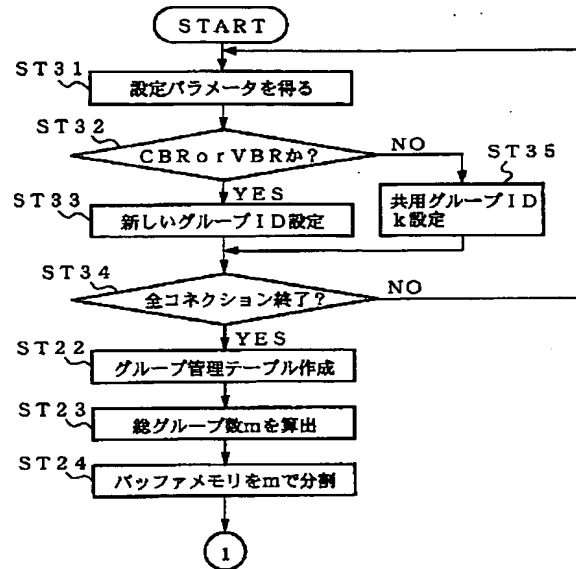 START
ST31
設定パラメータを得る
ST32
CBRorVBRか?
NO
ST35
YES
ST33
新しいグループID設定
共用グループID
k設定
ST34
全コネクション終了?
NO
YES
ST22
グループ管理テーブル作成
ST23
総グループ数mを算出
ST24
バッファメモリをmで分割
1